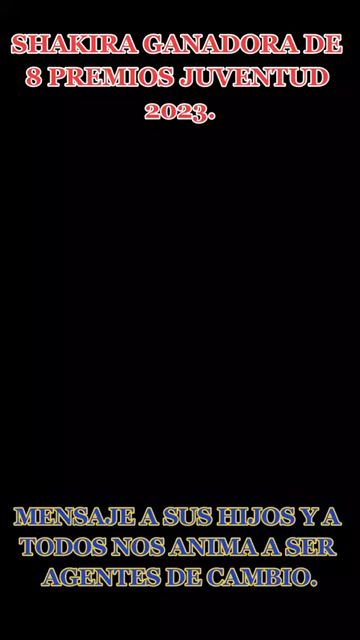 SHAKIRA GANADORA DE
8 PREMIOS JUVENTUD
2023.
MENSAJE A SUS HIJOS Y A
TODOS NOS ANIMA A SER
AGENTES DE CAMBIO.